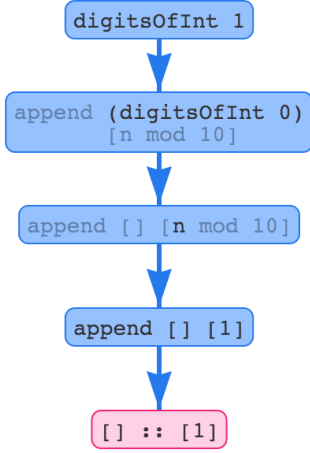 digitsOfInt 1
append (digitsOfInt 0)
[n mod 10]
append [] [n mod 10]
append [] [1]
[] :: [1]